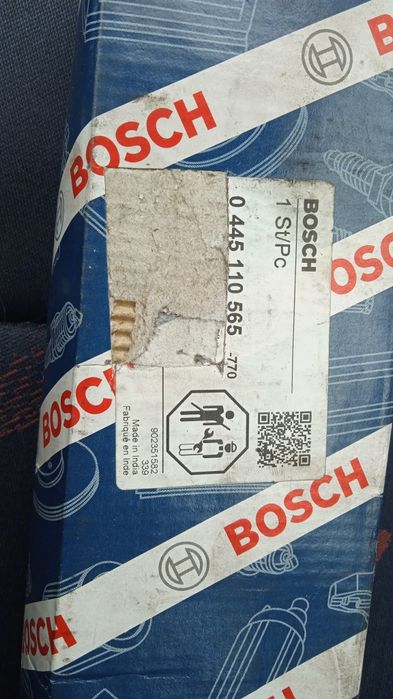 BOSCH
BOSCH
BOSCH
1 St/Pc
0 445 110 565
-770
902351582
339
Made in India
Fabriqué en Inde
BOSCH
BOSCH
BOSCH